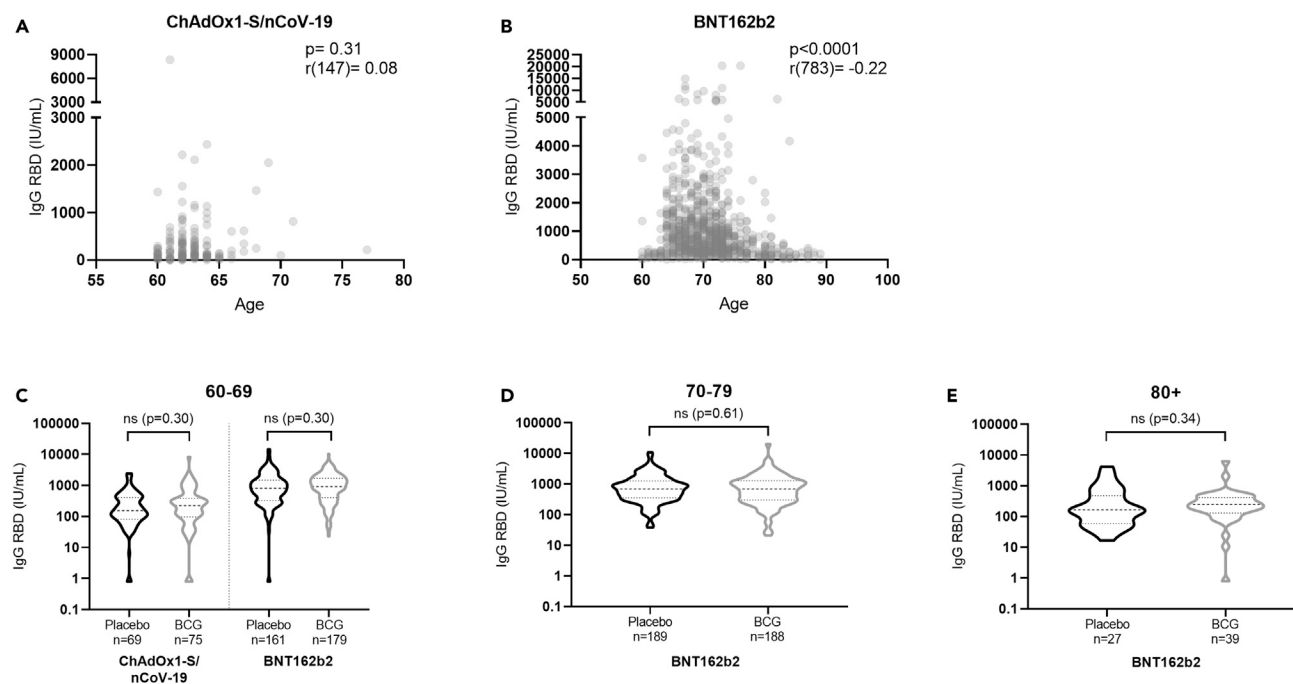 A
ChAdOx1-S/nCoV-19
p= 0.31
r(147)= 0.08
9000
6000
3000
3000
2000
1000
0
IgG RBD (IU/mL)
55 60 65 70 75 80
Age
B
BNT162b2
p<0.0001
r(783)= -0.22
25000
20000
15000
10000
5000
5000
4000
3000
2000
1000
0
IgG RBD (IU/mL)
50 60 70 80 90 100
Age
C
60-69
ns (p=0.30) ns (p=0.30)
100000
10000
1000
100
10
1
0.1
IgG RBD (IU/mL)
Placebo BCG Placebo BCG
n=69 n=75 n=161 n=179
ChAdOx1-S/ BNT162b2
nCoV-19
D
70-79
ns (p=0.61)
100000
10000
1000
100
10
1
0.1
IgG RBD (IU/mL)
Placebo BCG
n=189 n=188
BNT162b2
E
80+
ns (p=0.34)
100000
10000
1000
100
10
1
0.1
IgG RBD (IU/mL)
Placebo BCG
n=27 n=39
BNT162b2